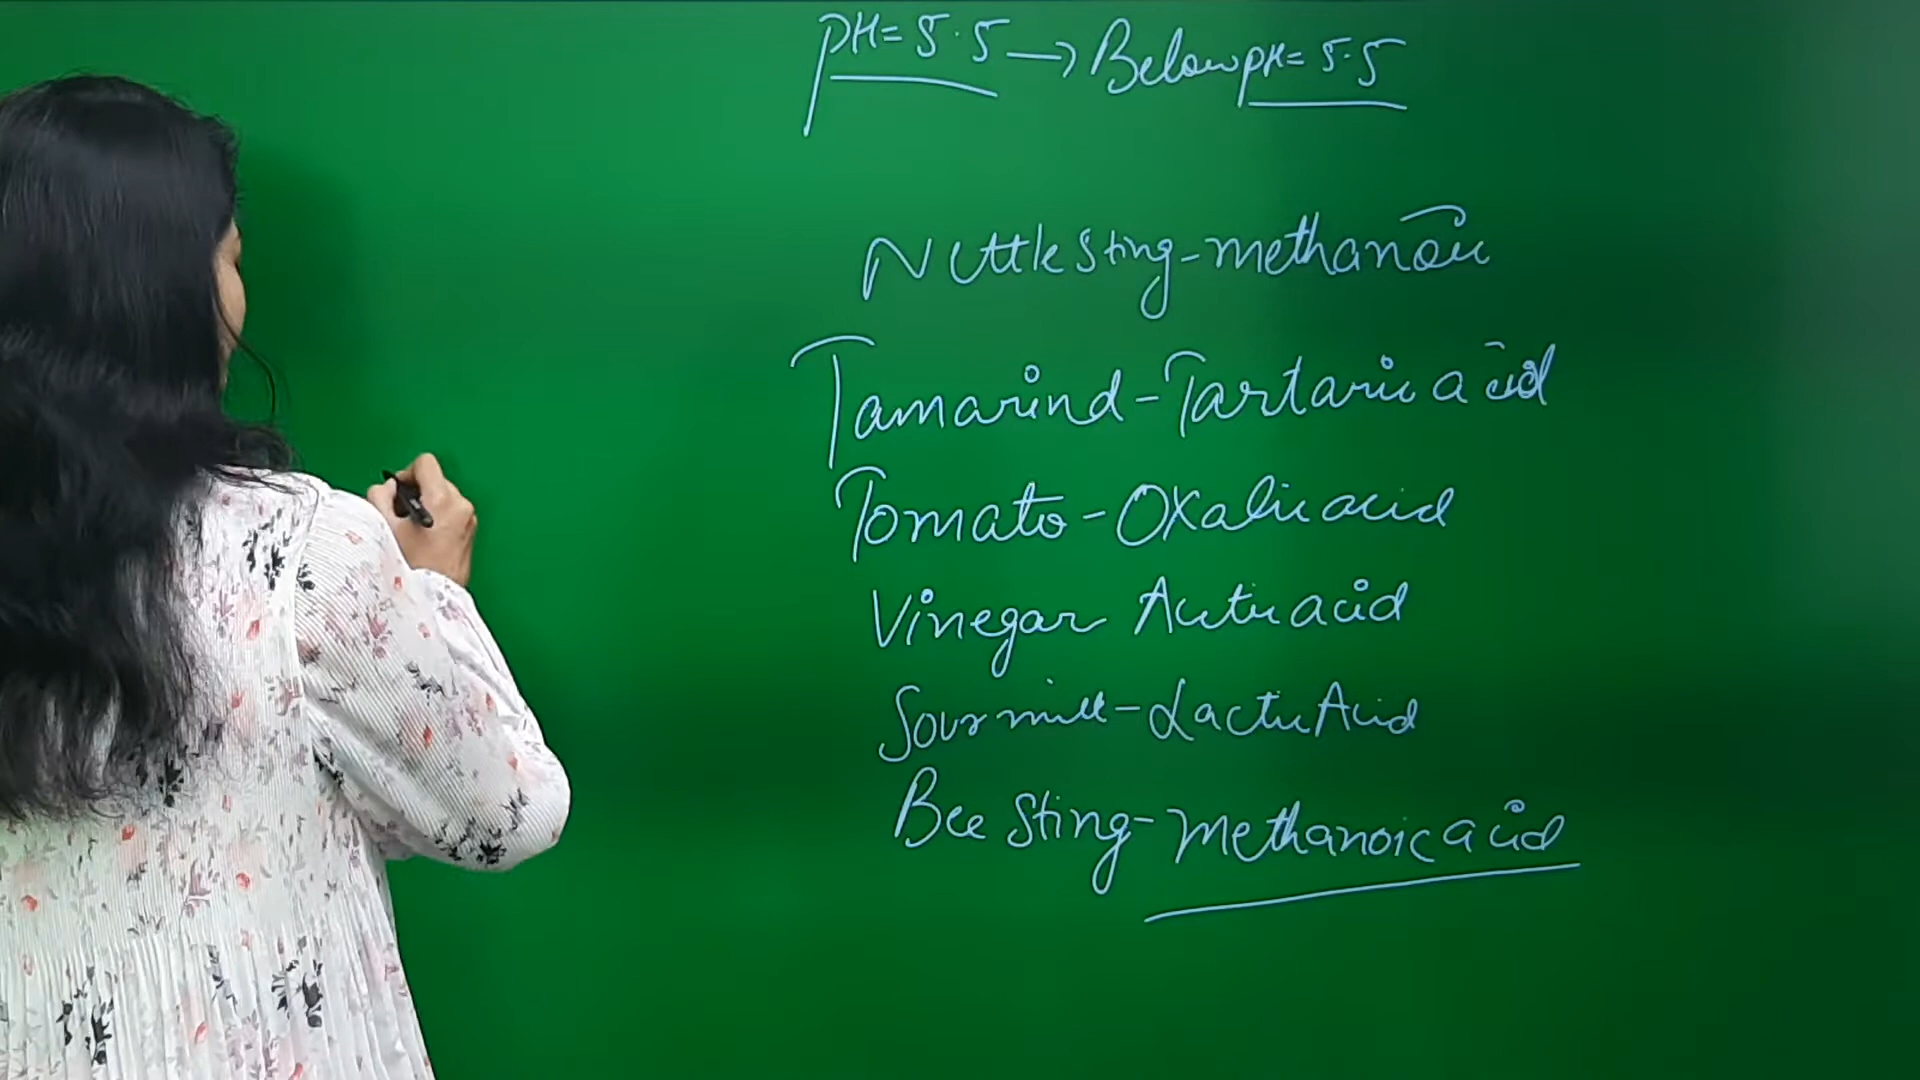 pH = 5.5 → Below pH = 5.5
Nettle Sting - methanoic
Tamarind - Tartaric acid
Tomato - Oxalic acid
Vinegar Acetic acid
Sour milk - Lactic Acid
Bee Sting - Methanoic acid